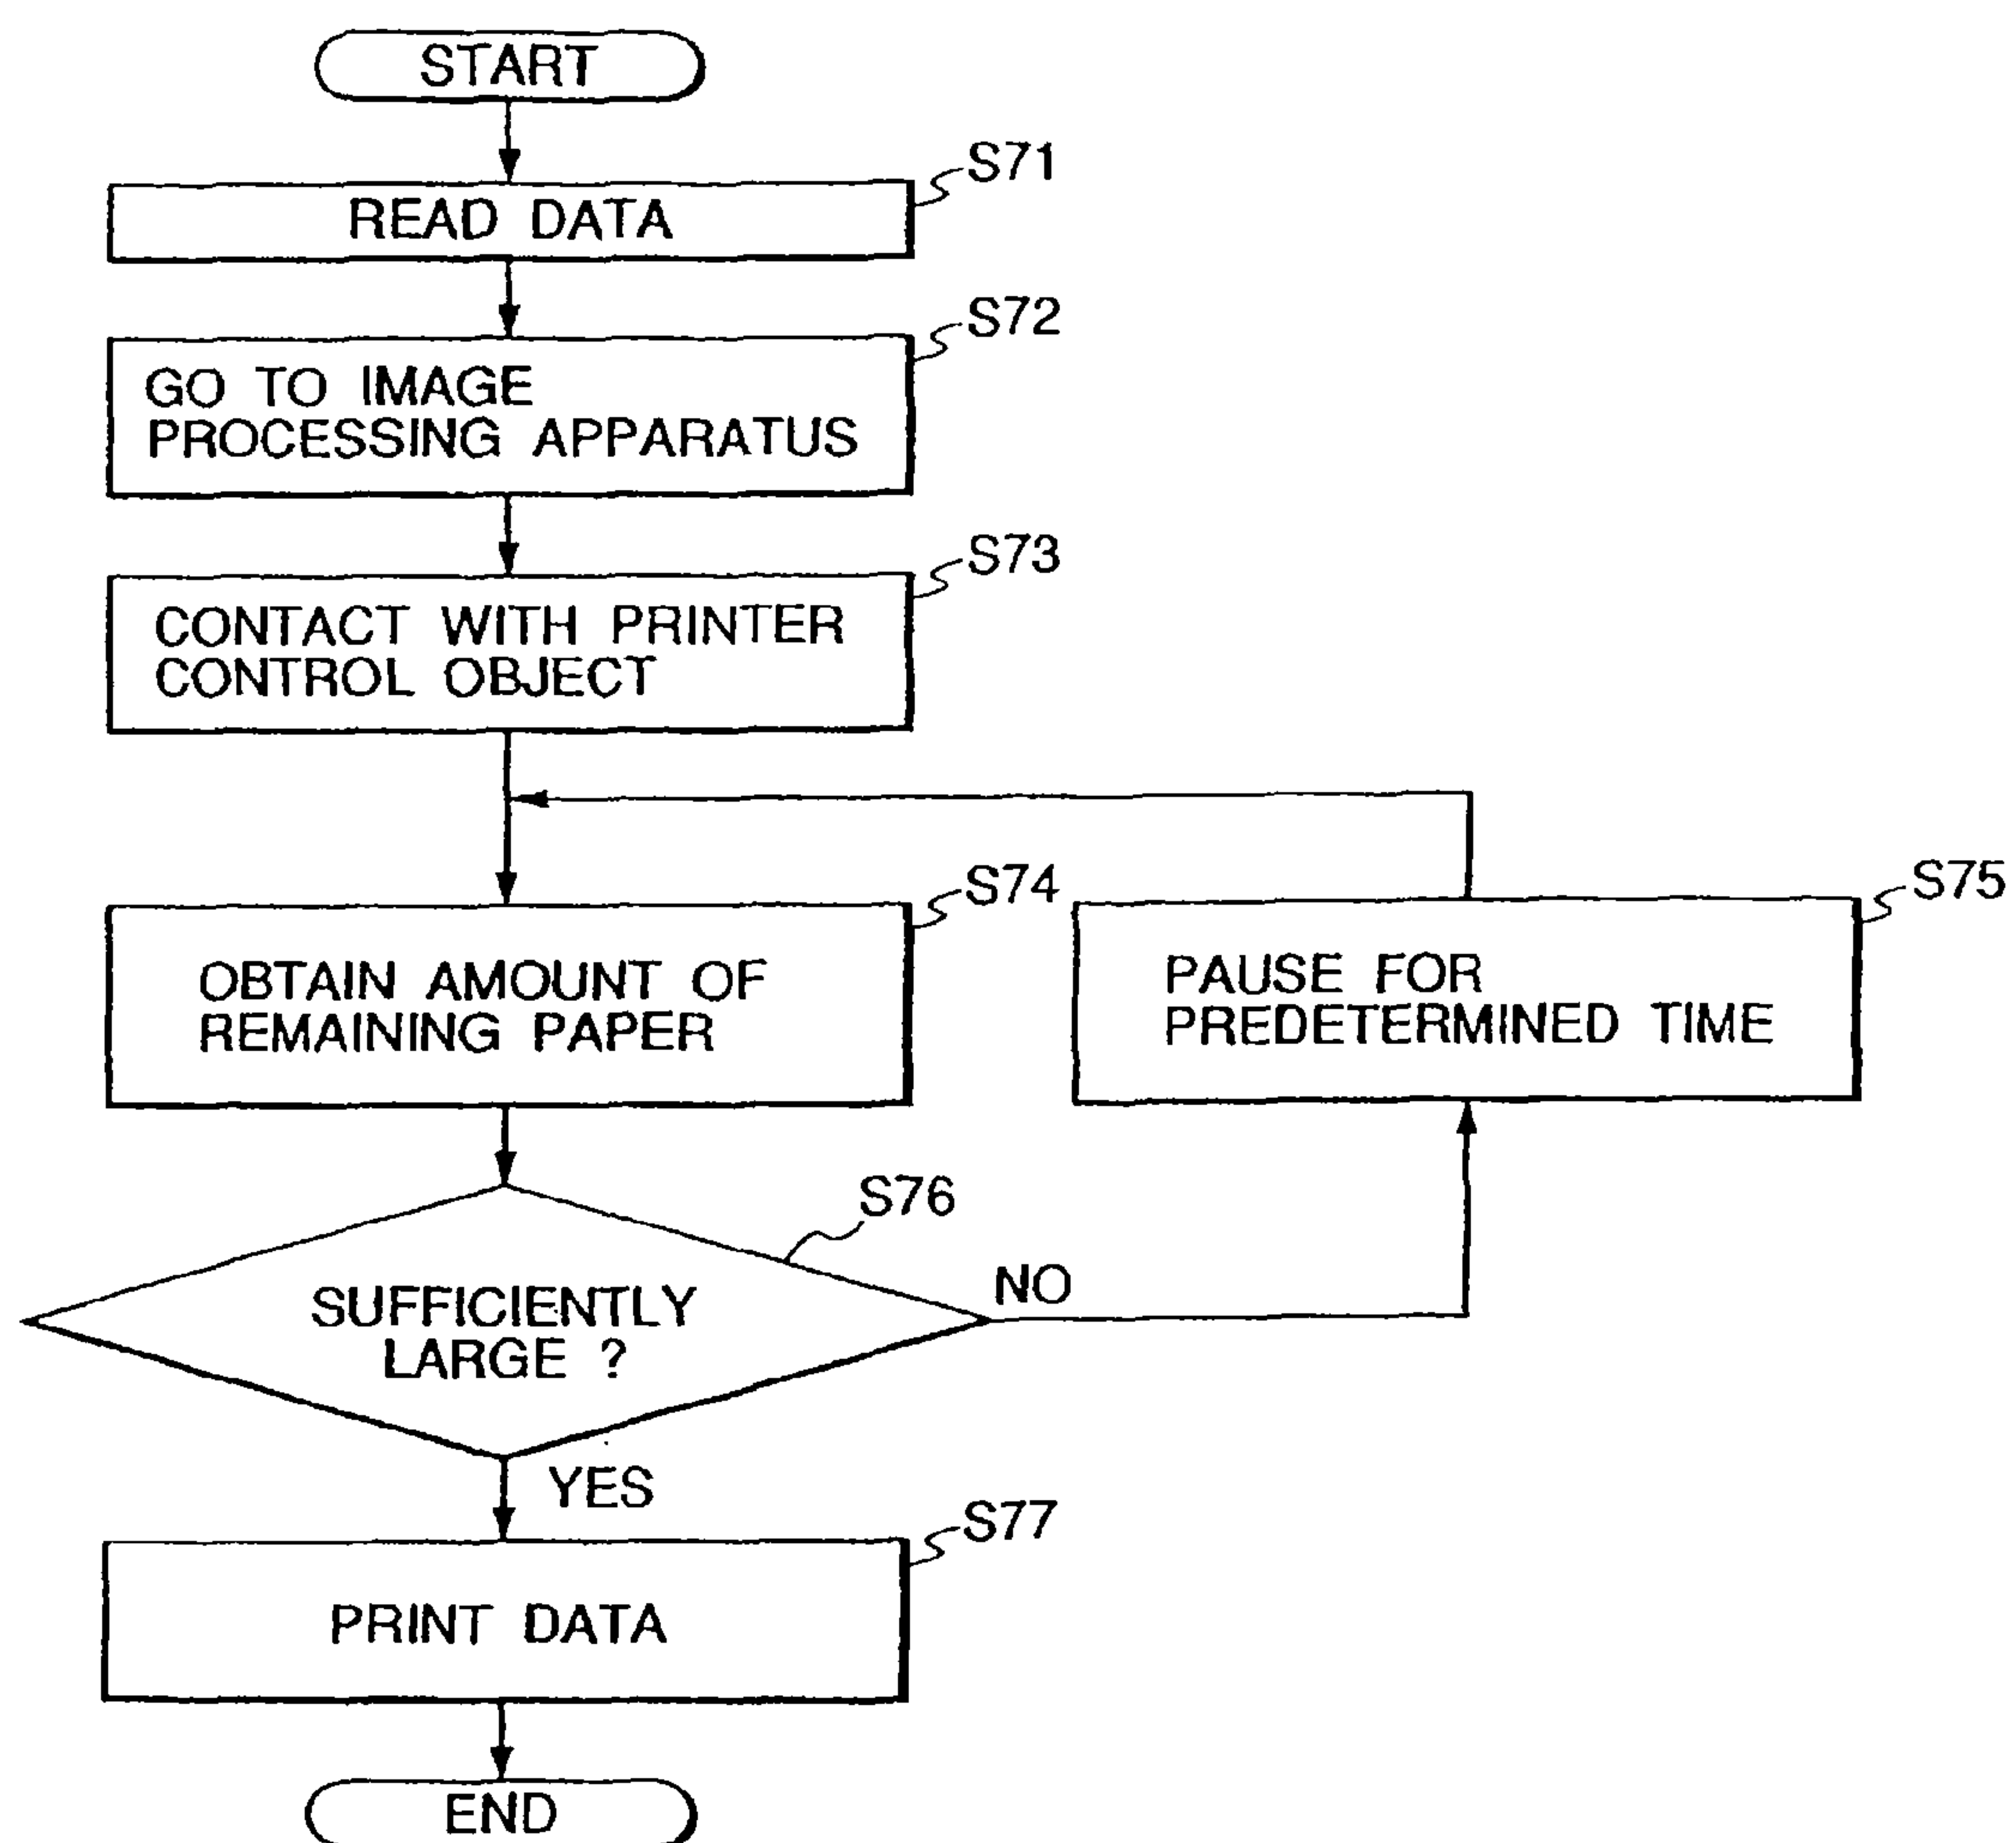 START
S71
READ DATA
S72
GO TO IMAGE
PROCESSING APPARATUS
S73
CONTACT WITH PRINTER
CONTROL OBJECT
S74
OBTAIN AMOUNT OF
REMAINING PAPER
S75
PAUSE FOR
PREDETERMINED TIME
S76
SUFFICIENTLY
LARGE ?
NO
YES
S77
PRINT DATA
END